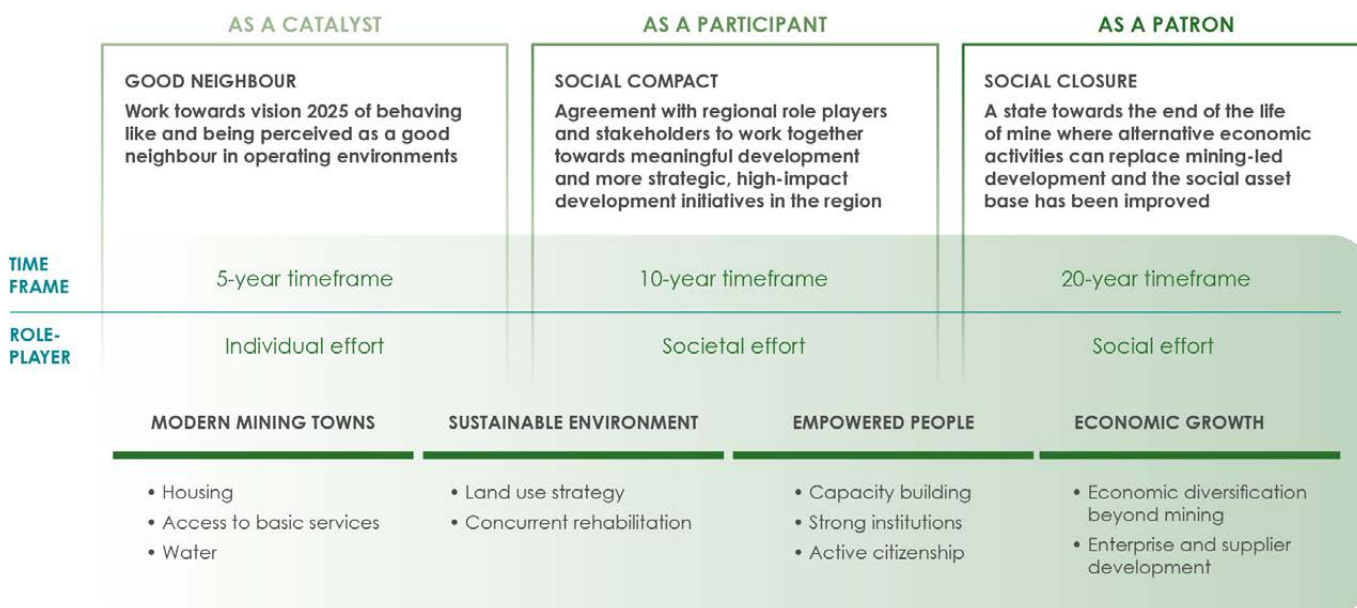 AS A CATALYST
GOOD NEIGHBOUR
Work towards vision 2025 of behaving
like and being perceived as a good
neighbour in operating environments
AS A PARTICIPANT
SOCIAL COMPACT
Agreement with regional role players
and stakeholders to work together
towards meaningful development
and more strategic, high-impact
development initiatives in the region
AS A PATRON
SOCIAL CLOSURE
A state towards the end of the life
of mine where alternative economic
activities can replace mining-led
development and the social asset
base has been improved
TIME
FRAME
5-year timeframe
10-year timeframe
20-year timeframe
ROLE-
PLAYER
Individual effort
Societal effort
Social effort
MODERN MINING TOWNS
• Housing
• Access to basic services
• Water
SUSTAINABLE ENVIRONMENT
• Land use strategy
• Concurrent rehabilitation
EMPOWERED PEOPLE
• Capacity building
• Strong institutions
• Active citizenship
ECONOMIC GROWTH
• Economic diversification
beyond mining
• Enterprise and supplier
development